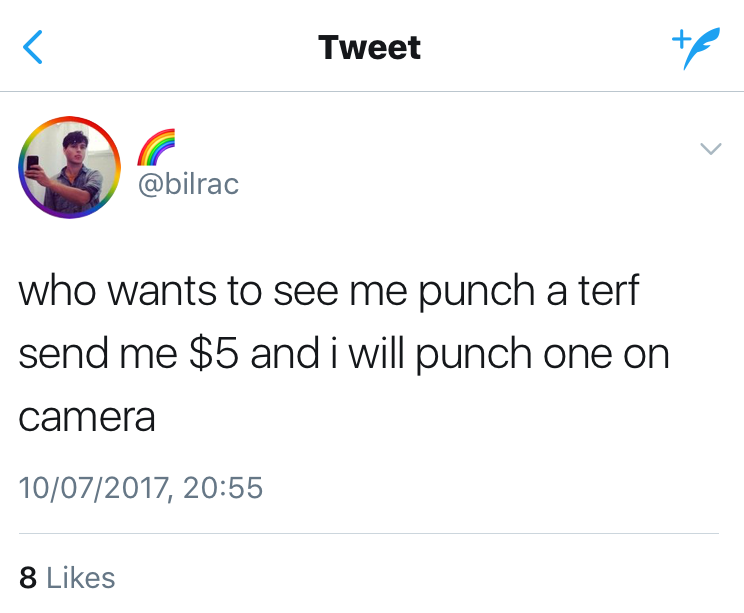 Tweet
@bilrac
who wants to see me punch a terf
send me $5 and i will punch one on
camera
10/07/2017, 20:55
8 Likes